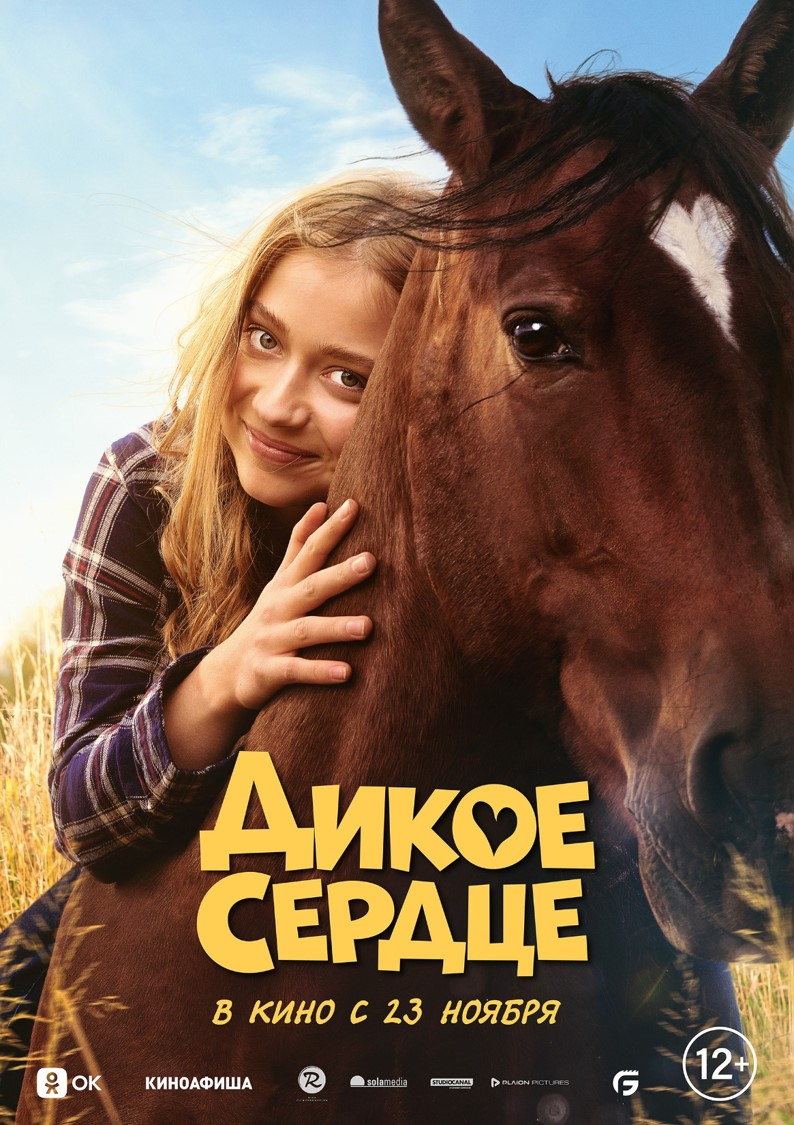 ДИКОЕ
СЕРДЦЕ
В КИНО С 23 НОЯБРЯ
OK КИНОАФИША R solamedia STUDIOCANAL PLAION PICTURES 12+